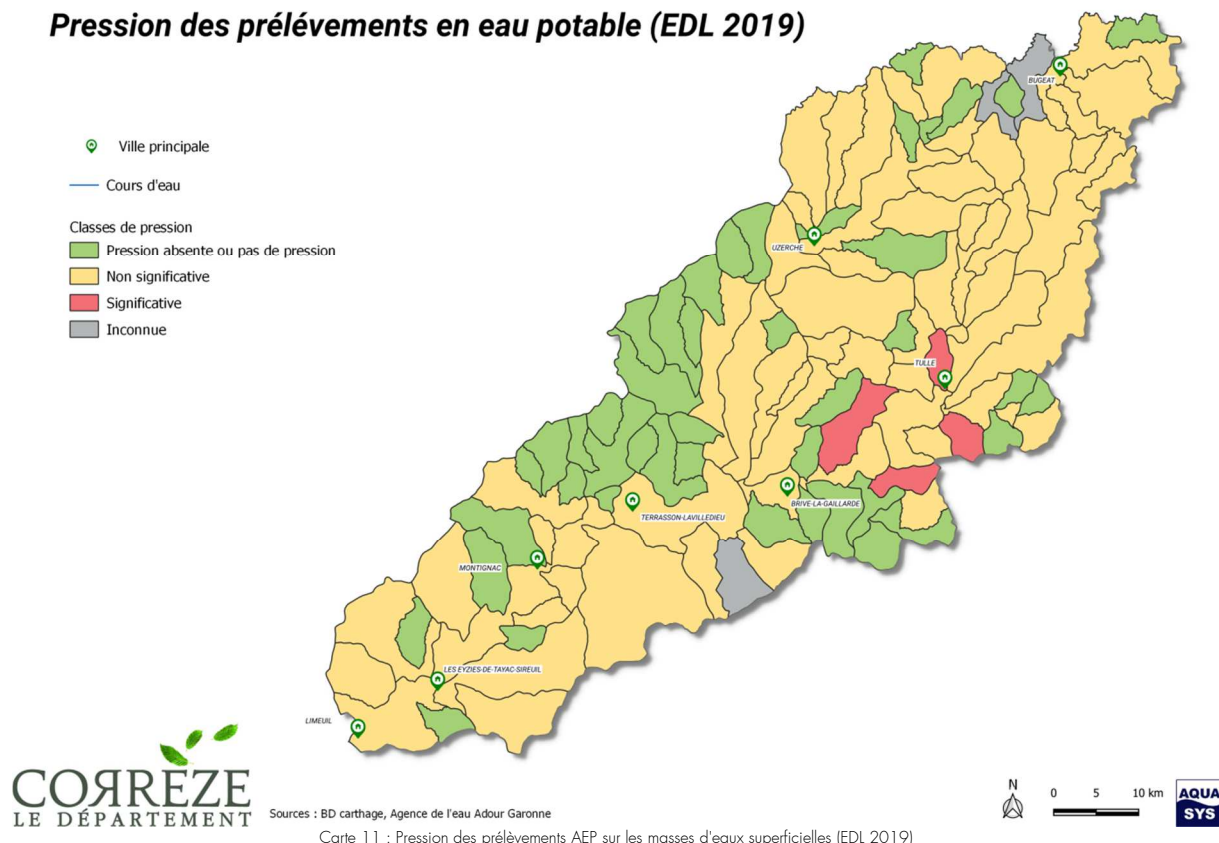 Pression des prélévements en eau potable (EDL 2019)
BUGEAT
Ville principale
Cours d'eau
Classes de pression
Pression absente ou pas de pression
Non significative
Significative
Inconnue
UZERCHE
TULLE
BRIVE-LA-GAILLARDE
TERRASSON-LAVILLEDIEU
MONTIGNAC
LES EYZIES-DE-TAYAC-SIREUIL
LIMEUIL
CORRÈZE
LE DÉPARTEMENT
Sources : BD carthage, Agence de l'eau Adour Garonne
N
0 5 10 km
AQUA
SYS
Carte 11 : Pression des prélèvements AEP sur les masses d'eaux superficielles (EDL 2019)